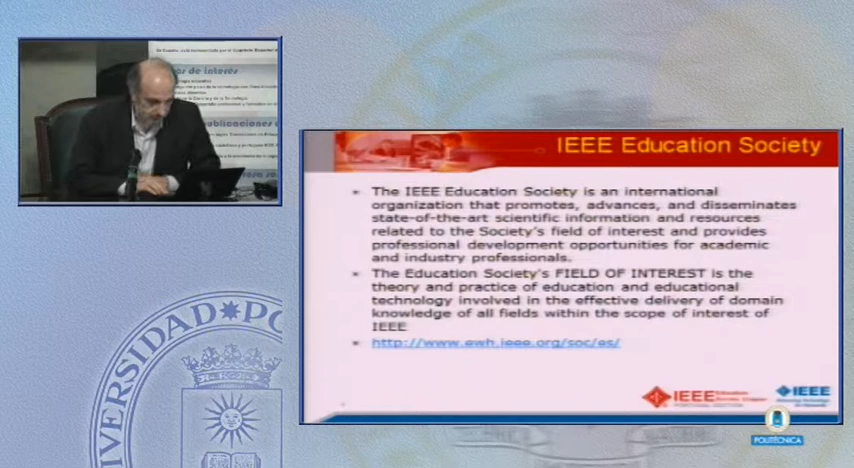 IEEE Education Society
The IEEE Education Society is an international
organization that promotes, advances, and disseminates
state-of-the-art scientific information and resources
related to the Society's field of interest and provides
professional development opportunities for academic
and industry professionals.
The Education Society's FIELD OF INTEREST is the
theory and practice of education and educational
technology involved in the effective delivery of domain
knowledge of all fields within the scope of interest of
IEEE
http://www.ewh.ieee.org/soc/es/
IEEE
IEEE
POLITÉCNICA
VERSIDAD PO